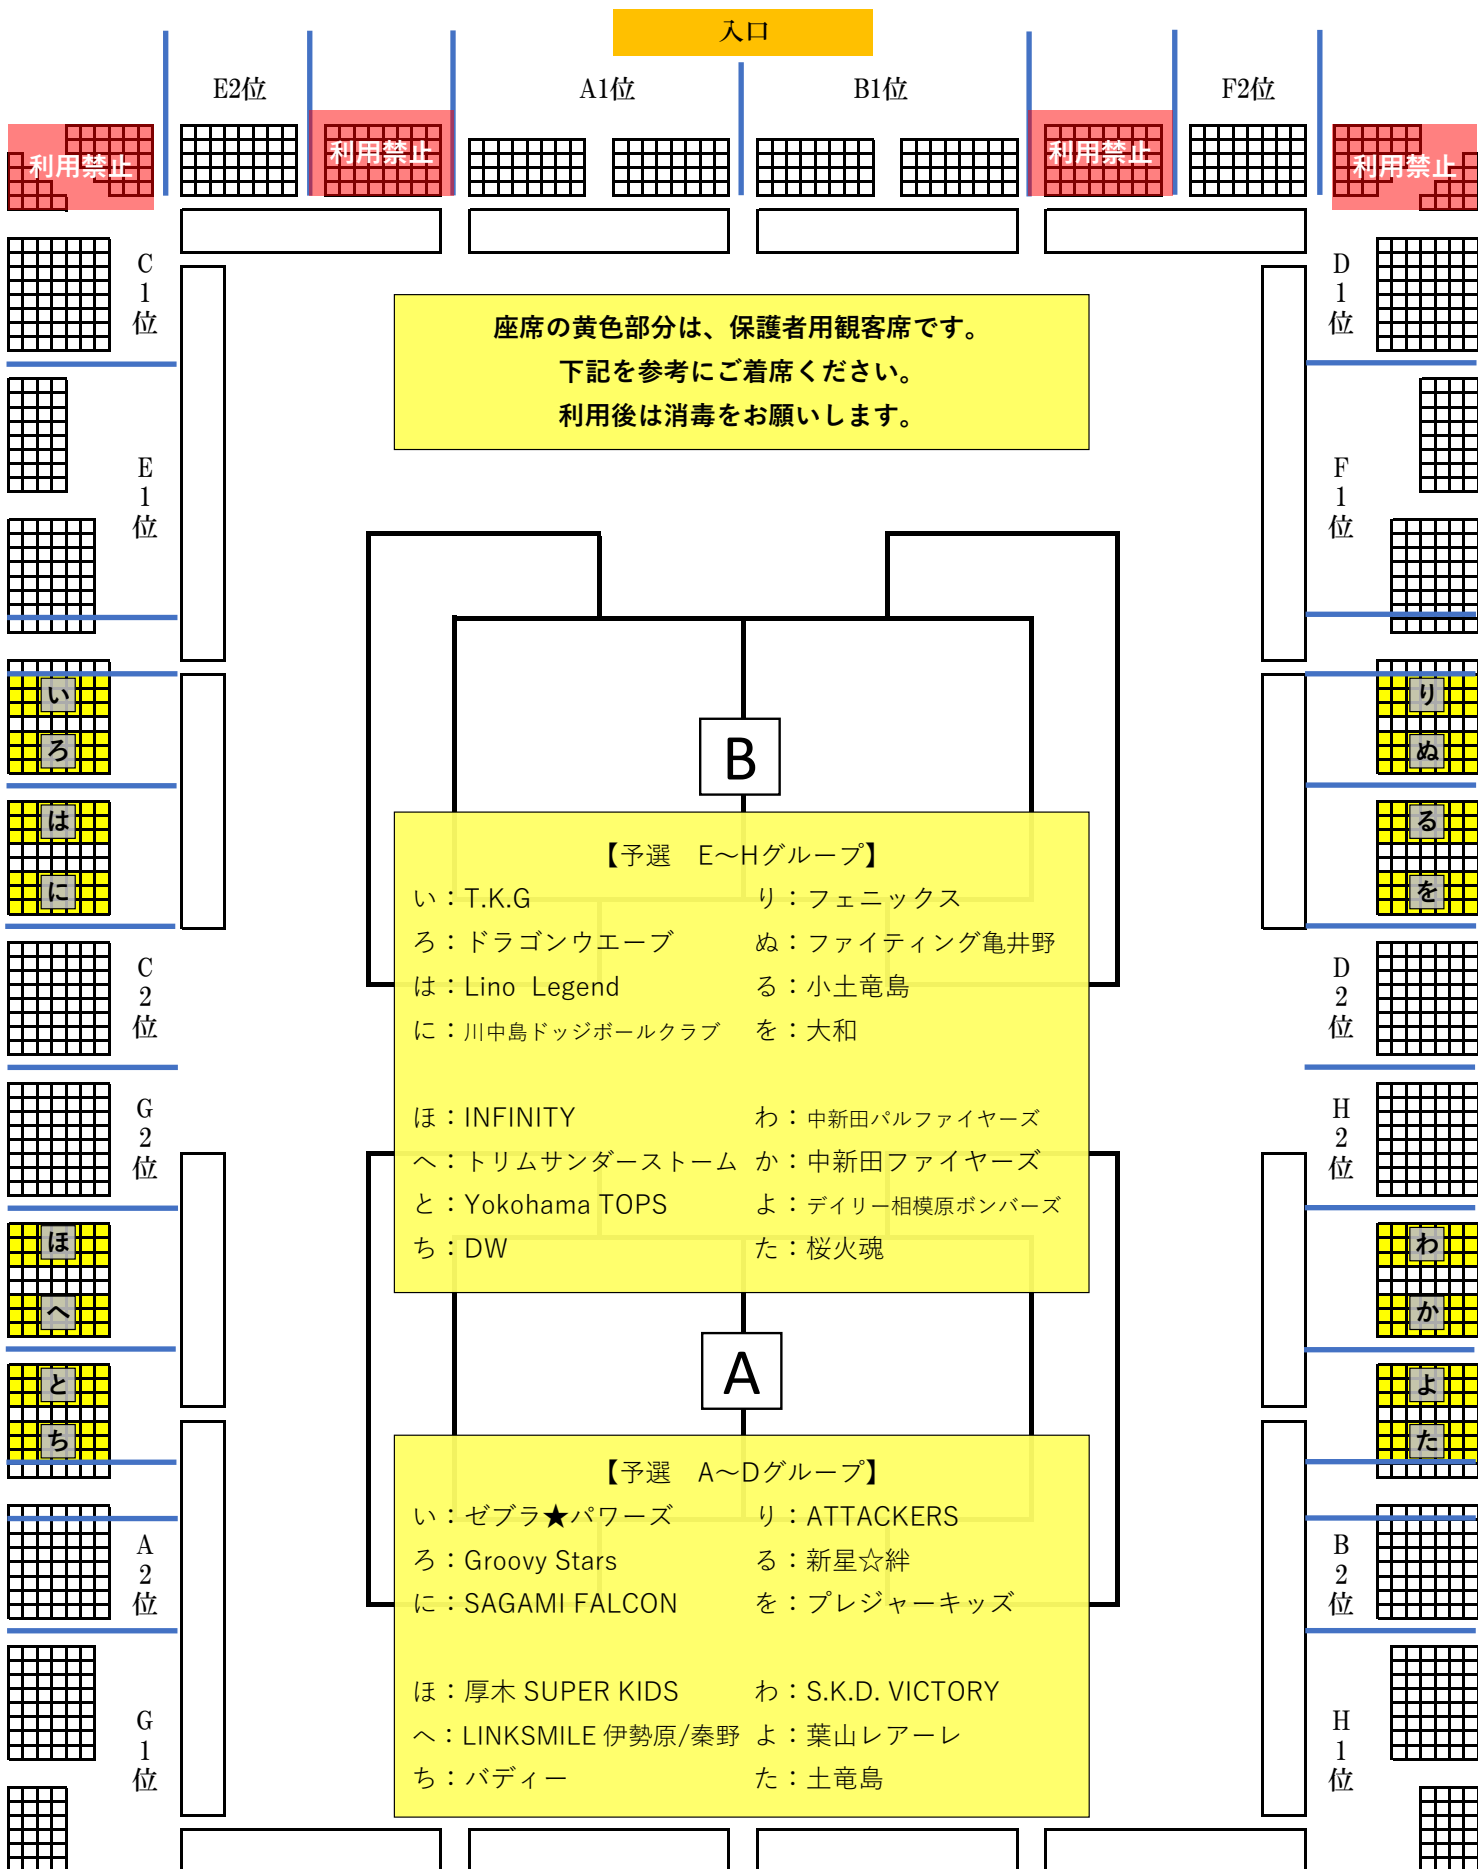 入口
E2位
A1位
B1位
F2位
利用禁止
利用禁止
利用禁止
利用禁止
C1位
D1位
座席の黄色部分は、保護者用観客席です。
下記を参考にご着席ください。
利用後は消毒をお願いします。
E1位
F1位
い
り
ろ
ぬ
B
は
る
に
を
【予選　E～Hグループ】
い：T.K.G
り：フェニックス
ろ：ドラゴンウエーブ
ぬ：ファイティング亀井野
は：Lino Legend
る：小土竜島
に：川中島ドッジボールクラブ
を：大和
C2位
D2位
ほ：INFINITY
わ：中新田パルファイヤーズ
へ：トリムサンダーストーム
か：中新田ファイヤーズ
と：Yokohama TOPS
よ：デイリー相模原ボンバーズ
ち：DW
た：桜火魂
G2位
H2位
ほ
わ
へ
か
A
と
よ
ち
た
【予選　A～Dグループ】
い：ゼブラ★パワーズ
り：ATTACKERS
ろ：Groovy Stars
る：新星☆絆
に：SAGAMI FALCON
を：プレジャーキッズ
A2位
B2位
ほ：厚木 SUPER KIDS
わ：S.K.D. VICTORY
へ：LINKSMILE 伊勢原/秦野
よ：葉山レアーレ
ち：バディー
た：土竜島
G1位
H1位